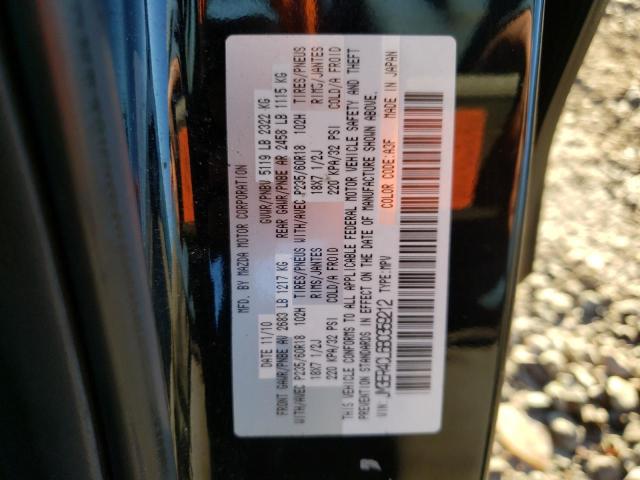 MFD. BY MAZDA MOTOR CORPORATION
DATE 11/10 GVWR/PNBV 5119 LB 2322 KG
FRONT GAWR/PNBE AV 2683 LB 1217 KG REAR GAWR/PNBE AR 2458 LB 1115 KG
WITH/AVEC P235/60R18 102H TIRES/PNEUS WITH/AVEC P235/60R18 102H TIRES/PNEUS
18X7 1/2J RIMS/JANTES 18X7 1/2J RIMS/JANTES
220 KPA/32 PSI COLD/A FROID 220 KPA/32 PSI COLD/A FROID
THIS VEHICLE CONFORMS TO ALL APPLICABLE FEDERAL MOTOR VEHICLE SAFETY AND THEFT
PREVENTION STANDARDS IN EFFECT ON THE DATE OF MANUFACTURE SHOWN ABOVE.
COLOR CODE:A3F MADE IN JAPAN
VIN: JM3ER4CL6B0369212 TYPE:MPV